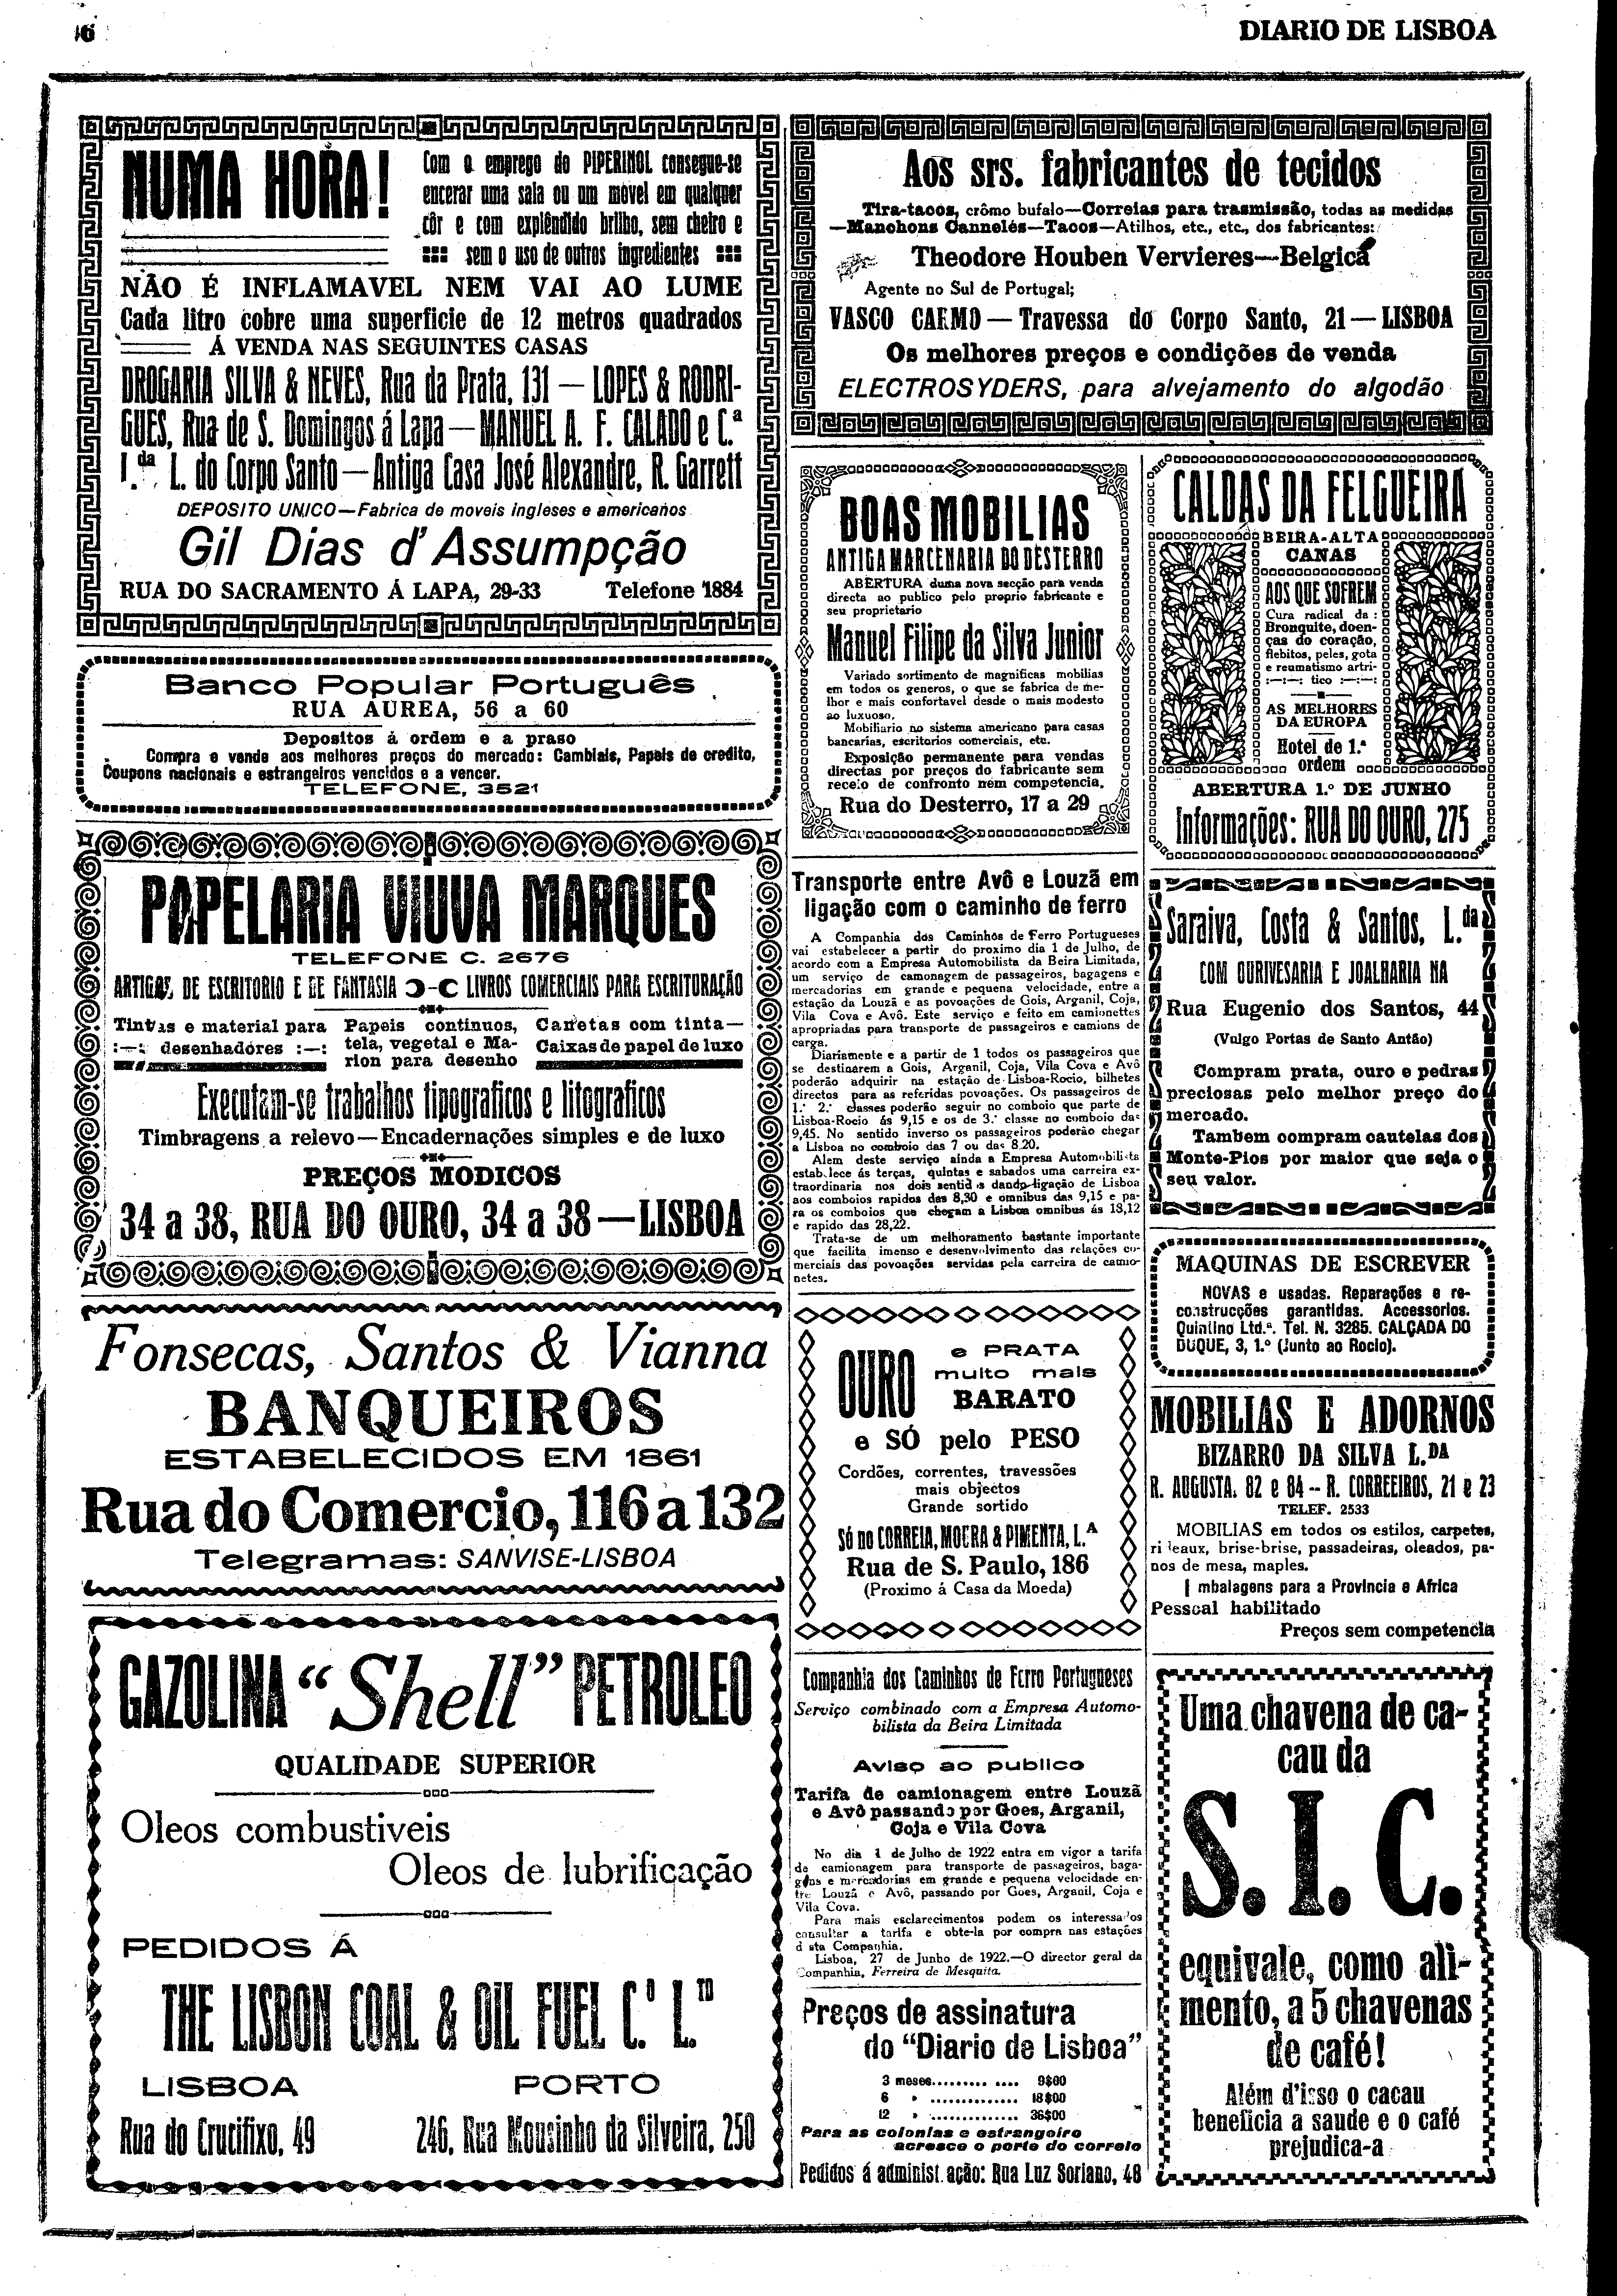 6
DIARIO DE LISBOA
NUMA HORA!
Com o emprego do PIPERINOL consegue-se
encerar uma sala ou um movel em qualquer
côr e com explêndido brilho, sem cheiro e
sem o uso de outros ingredientes
NÃO É INFLAMAVEL NEM VAI AO LUME
Cada litro cobre uma superficie de 12 metros quadrados
Á VENDA NAS SEGUINTES CASAS
DROGARIA SILVA & NEVES, Rua da Prata, 131 — LOPES & RODRI-
GUES, Rua de S. Domingos á Lapa — MANUEL A. F. CALADO e C.ª
L.da, L. do Corpo Santo — Antiga Casa José Alexandre, R. Garrett
DEPOSITO UNICO—Fabrica de moveis ingleses e americanos
Gil Dias d'Assumpção
RUA DO SACRAMENTO Á LAPA, 29-33 Telefone 1884
Banco Popular Português
RUA AUREA, 56 a 60
Depositos á ordem e a praso
Compra e vende aos melhores preços do mercado: Cambiais, Papeis de credito,
Coupons nacionais e estrangeiros vencidos e a vencer.
TELEFONE, 3521
PAPELARIA VIUVA MARQUES
TELEFONE C. 2676
ARTIGOS DE ESCRITORIO E DE FANTASIA LIVROS COMERCIAIS PARA ESCRITURAÇÃO
Tintas e material para
:—: desenhadores :—:
Papeis continuos,
tela, vegetal e Ma-
rion para desenho
Canetas com tinta—
Caixas de papel de luxo
Executam-se trabalhos tipograficos e litograficos
Timbragens a relevo—Encadernações simples e de luxo
PREÇOS MODICOS
34 a 38, RUA DO OURO, 34 a 38—LISBOA
Fonsecas, Santos & Vianna
BANQUEIROS
ESTABELECIDOS EM 1861
Rua do Comercio, 116 a 132
Telegramas: SANVISE-LISBOA
GAZOLINA "Shell" PETROLEO
QUALIDADE SUPERIOR
Oleos combustiveis
Oleos de lubrificação
PEDIDOS Á
THE LISBON COAL & OIL FUEL C.º L.TD
LISBOA
Rua do Crucifixo, 49
PORTO
246, Rua Mousinho da Silveira, 250
Aos srs. fabricantes de tecidos
Tira-tacos, crômo bufalo—Correias para trasmissão, todas as medidas
—Manchons Cannelés—Tacos—Atilhos, etc., etc., dos fabricantes:
Theodore Houben Vervieres—Belgica
Agente no Sul de Portugal;
VASCO CAEMO — Travessa do Corpo Santo, 21 — LISBOA
Os melhores preços e condições de venda
ELECTROSYDERS, para alvejamento do algodão
BOAS MOBILIAS
ANTIGA MARCENARIA DO DESTERRO
ABERTURA duma nova secção para venda
directa ao publico pelo proprio fabricante e
seu proprietario
Manuel Filipe da Silva Junior
Variado sortimento de magnificas mobilias
em todos os generos, o que se fabrica de me-
lhor e mais confortavel desde o mais modesto
ao luxuoso.
Mobiliario no sistema americano para casas
bancarias, escritorios comerciais, etc.
Exposição permanente para vendas
directas por preços do fabricante sem
receio de confronto nem competencia.
Rua do Desterro, 17 a 29
Transporte entre Avô e Louzã em
ligação com o caminho de ferro
A Companhia dos Caminhos de Ferro Portugueses
vai estabelecer a partir do proximo dia 1 de Julho, de
acordo com a Empresa Automobilista da Beira Limitada,
um serviço de camonagem de passageiros, bagagens e
mercadorias em grande e pequena velocidade, entre a
estação da Louzã e as povoações de Gois, Arganil, Coja,
Vila Cova e Avô. Este serviço e feito em camionettes
apropriadas para transporte de passageiros e camions de
carga.
Diariamente e a partir de 1 todos os passageiros que
se destinarem a Gois, Arganil, Coja, Vila Cova e Avô
poderão adquirir na estação de Lisboa-Rocio, bilhetes
directos para as referidas povoações. Os passageiros de
1.ª 2.ª classes poderão seguir no comboio que parte de
Lisboa-Rocio ás 9,15 e os de 3.ª classe no comboio das
9,45. No sentido inverso os passageiros poderão chegar
a Lisboa no comboio das 7 ou das 8.20.
Alem deste serviço ainda a Empresa Automobilista
estabelece ás terças, quintas e sabados uma carreira ex-
traordinaria nos dois sentidos dando ligação de Lisboa
aos comboios rapidos das 8,30 e omnibus das 9,15 e pa-
ra os comboios que chegam a Lisboa omnibus ás 18,12
e rapido das 28,22.
Trata-se de um melhoramento bastante importante
que facilita imenso e desenvolvimento das relações co-
merciais das povoações servidas pela carreira de camio-
netes.
OURO
e PRATA
muito mais
BARATO
e SÓ pelo PESO
Cordões, correntes, travessões
mais objectos
Grande sortido
Só no CORREIA, MOURA & PIMENTA, L.ª
Rua de S. Paulo, 186
(Proximo á Casa da Moeda)
Companhia dos Caminhos de Ferro Portugueses
Serviço combinado com a Empresa Automo-
bilista da Beira Limitada
Aviso ao publico
Tarifa de camionagem entre Louzã
e Avô passando por Goes, Arganil,
Coja e Vila Cova
No dia 1 de Julho de 1922 entra em vigor a tarifa
de camionagem para transporte de passageiros, baga-
gens e mercadorias em grande e pequena velocidade en-
tre Louzã e Avô, passando por Goes, Arganil, Coja e
Vila Cova.
Para mais esclarecimentos podem os interessados
consultar a tarifa e obte-la por compra nas estações
d sta Companhia.
Lisboa, 27 de Junho de 1922.—O director geral da
Companhia, Ferreira de Mesquita.
Preços de assinatura
do "Diario de Lisboa"
3 meses............. 9$00
6 » .............. 18$00
12 » .............. 36$00
Para as colonias e estrangeiro
acresce o porte do correio
Pedidos á administ ação: Rua Luz Soriano, 48
CALDAS DA FELGUEIRA
BEIRA-ALTA
CANAS
AOS QUE SOFREM
Cura radical da :
Bronquite, doen-
ças do coração,
flebitos, peles, gota
e reumatismo artri-
:—:—: tico :—:—:
AS MELHORES
DA EUROPA
Hotel de 1.ª
ordem
ABERTURA 1.º DE JUNHO
Informações: RUA DO OURO, 275
Saraiva, Costa & Santos, L.da
COM OURIVESARIA E JOALHARIA NA
Rua Eugenio dos Santos, 44
(Vulgo Portas de Santo Antão)
Compram prata, ouro e pedras
preciosas pelo melhor preço do
mercado.
Tambem compram cautelas dos
Monte-Pios por maior que seja o
seu valor.
MAQUINAS DE ESCREVER
NOVAS e usadas. Reparações e re-
construcções garantidas. Accessorios.
Quintino Ltd.ª. Tel. N. 3285. CALÇADA DO
DUQUE, 3, 1.º (Junto ao Rocio).
MOBILIAS E ADORNOS
BIZARRO DA SILVA L.DA
R. AUGUSTA, 82 e 84 — R. CORREEIROS, 21 e 23
TELEF. 2533
MOBILIAS em todos os estilos, carpetes,
ri eaux, brise-brise, passadeiras, oleados, pa-
nos de mesa, maples.
mbalagens para a Provincia e Africa
Pessoal habilitado
Preços sem competencia
Uma chavena de ca-
cau da
S. I. C.
equivale, como ali-
mento, a 5 chavenas
de café!
Além d'isso o cacau
beneficia a saude e o café
prejudica-a